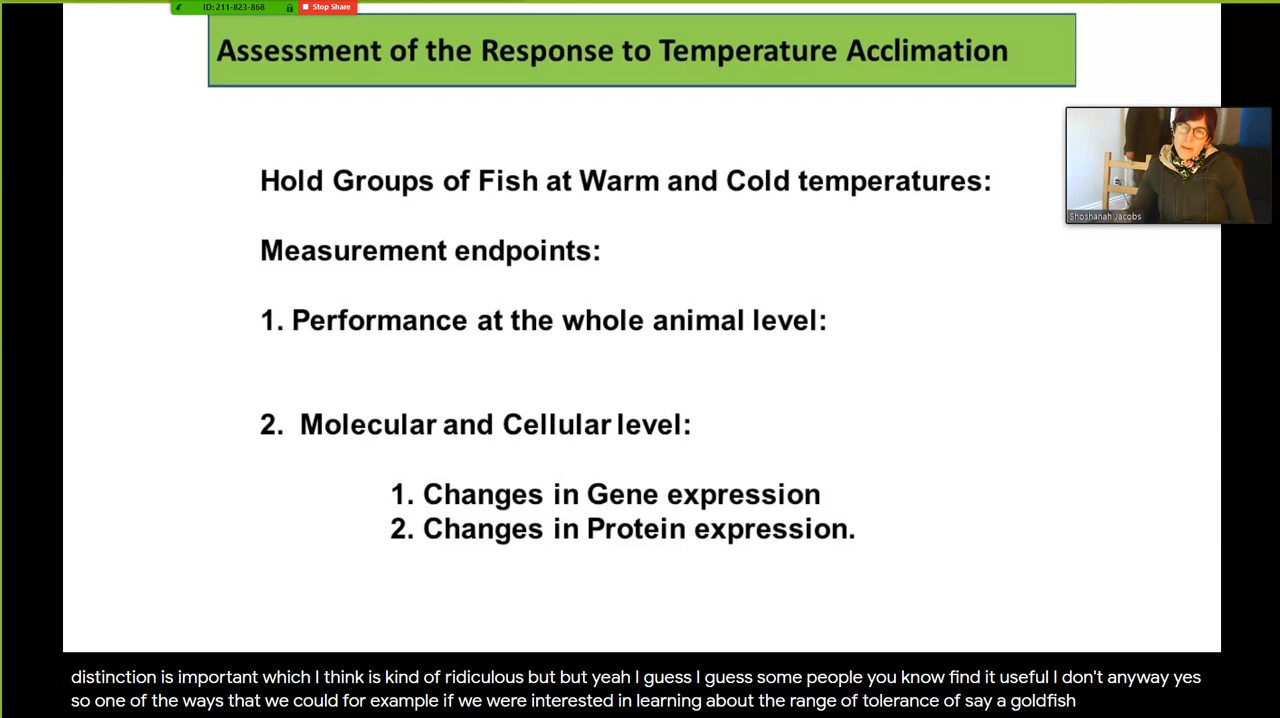 ID: 211-823-868
Stop Share
Assessment of the Response to Temperature Acclimation
Shoshanah Jacobs
Hold Groups of Fish at Warm and Cold temperatures:
Measurement endpoints:
1. Performance at the whole animal level:
2. Molecular and Cellular level:
1. Changes in Gene expression
2. Changes in Protein expression.
distinction is important which I think is kind of ridiculous but but yeah I guess I guess some people you know find it useful I don't anyway yes
so one of the ways that we could for example if we were interested in learning about the range of tolerance of say a goldfish